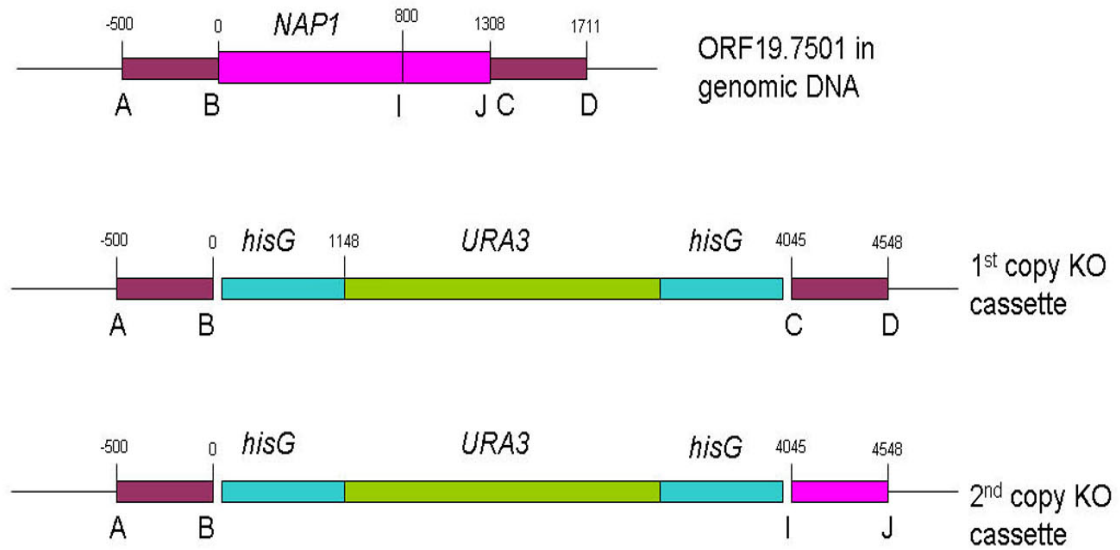 -500 0 NAP1 800 1308 1711
ORF19.7501 in
genomic DNA
A B I J C D
-500 0 hisG 1148 URA3 hisG 4045 4548
1st copy KO
cassette
A B C D
-500 0 hisG URA3 hisG 4045 4548
2nd copy KO
cassette
A B I J